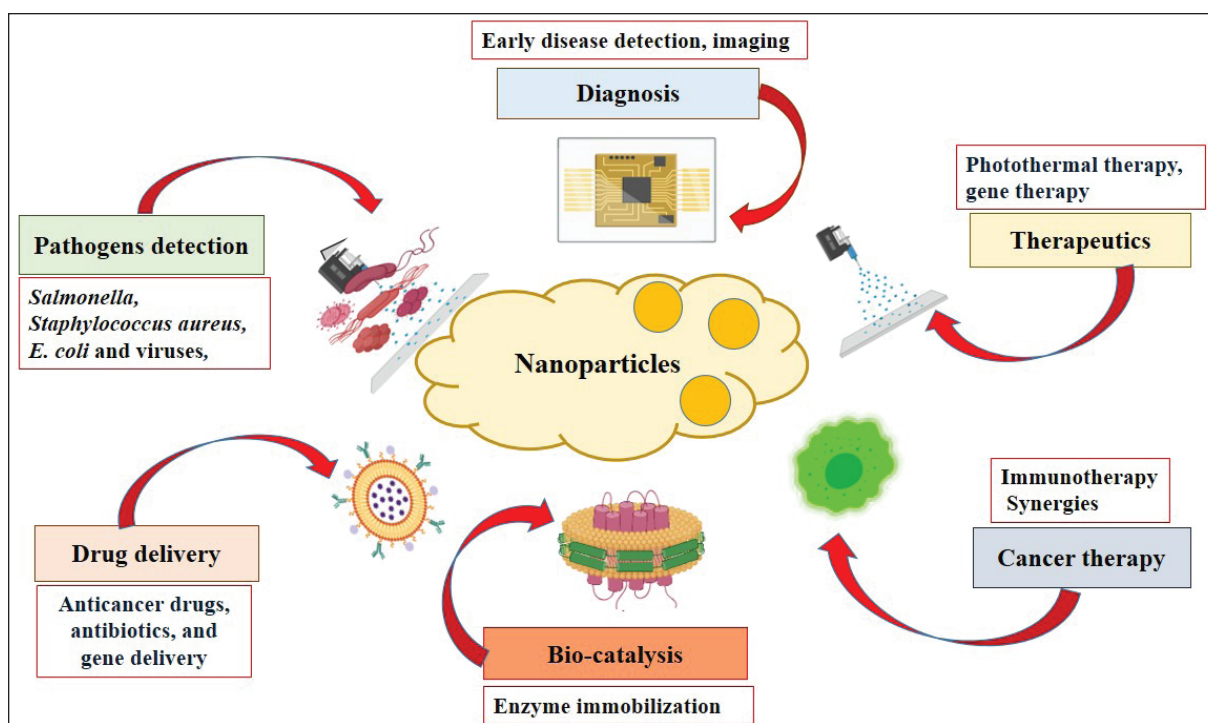 Early disease detection, imaging
Diagnosis
Photothermal therapy,
gene therapy
Therapeutics
Pathogens detection
Salmonella,
Staphylococcus aureus,
E. coli and viruses,
Nanoparticles
Immunotherapy
Synergies
Cancer therapy
Drug delivery
Anticancer drugs,
antibiotics, and
gene delivery
Bio-catalysis
Enzyme immobilization